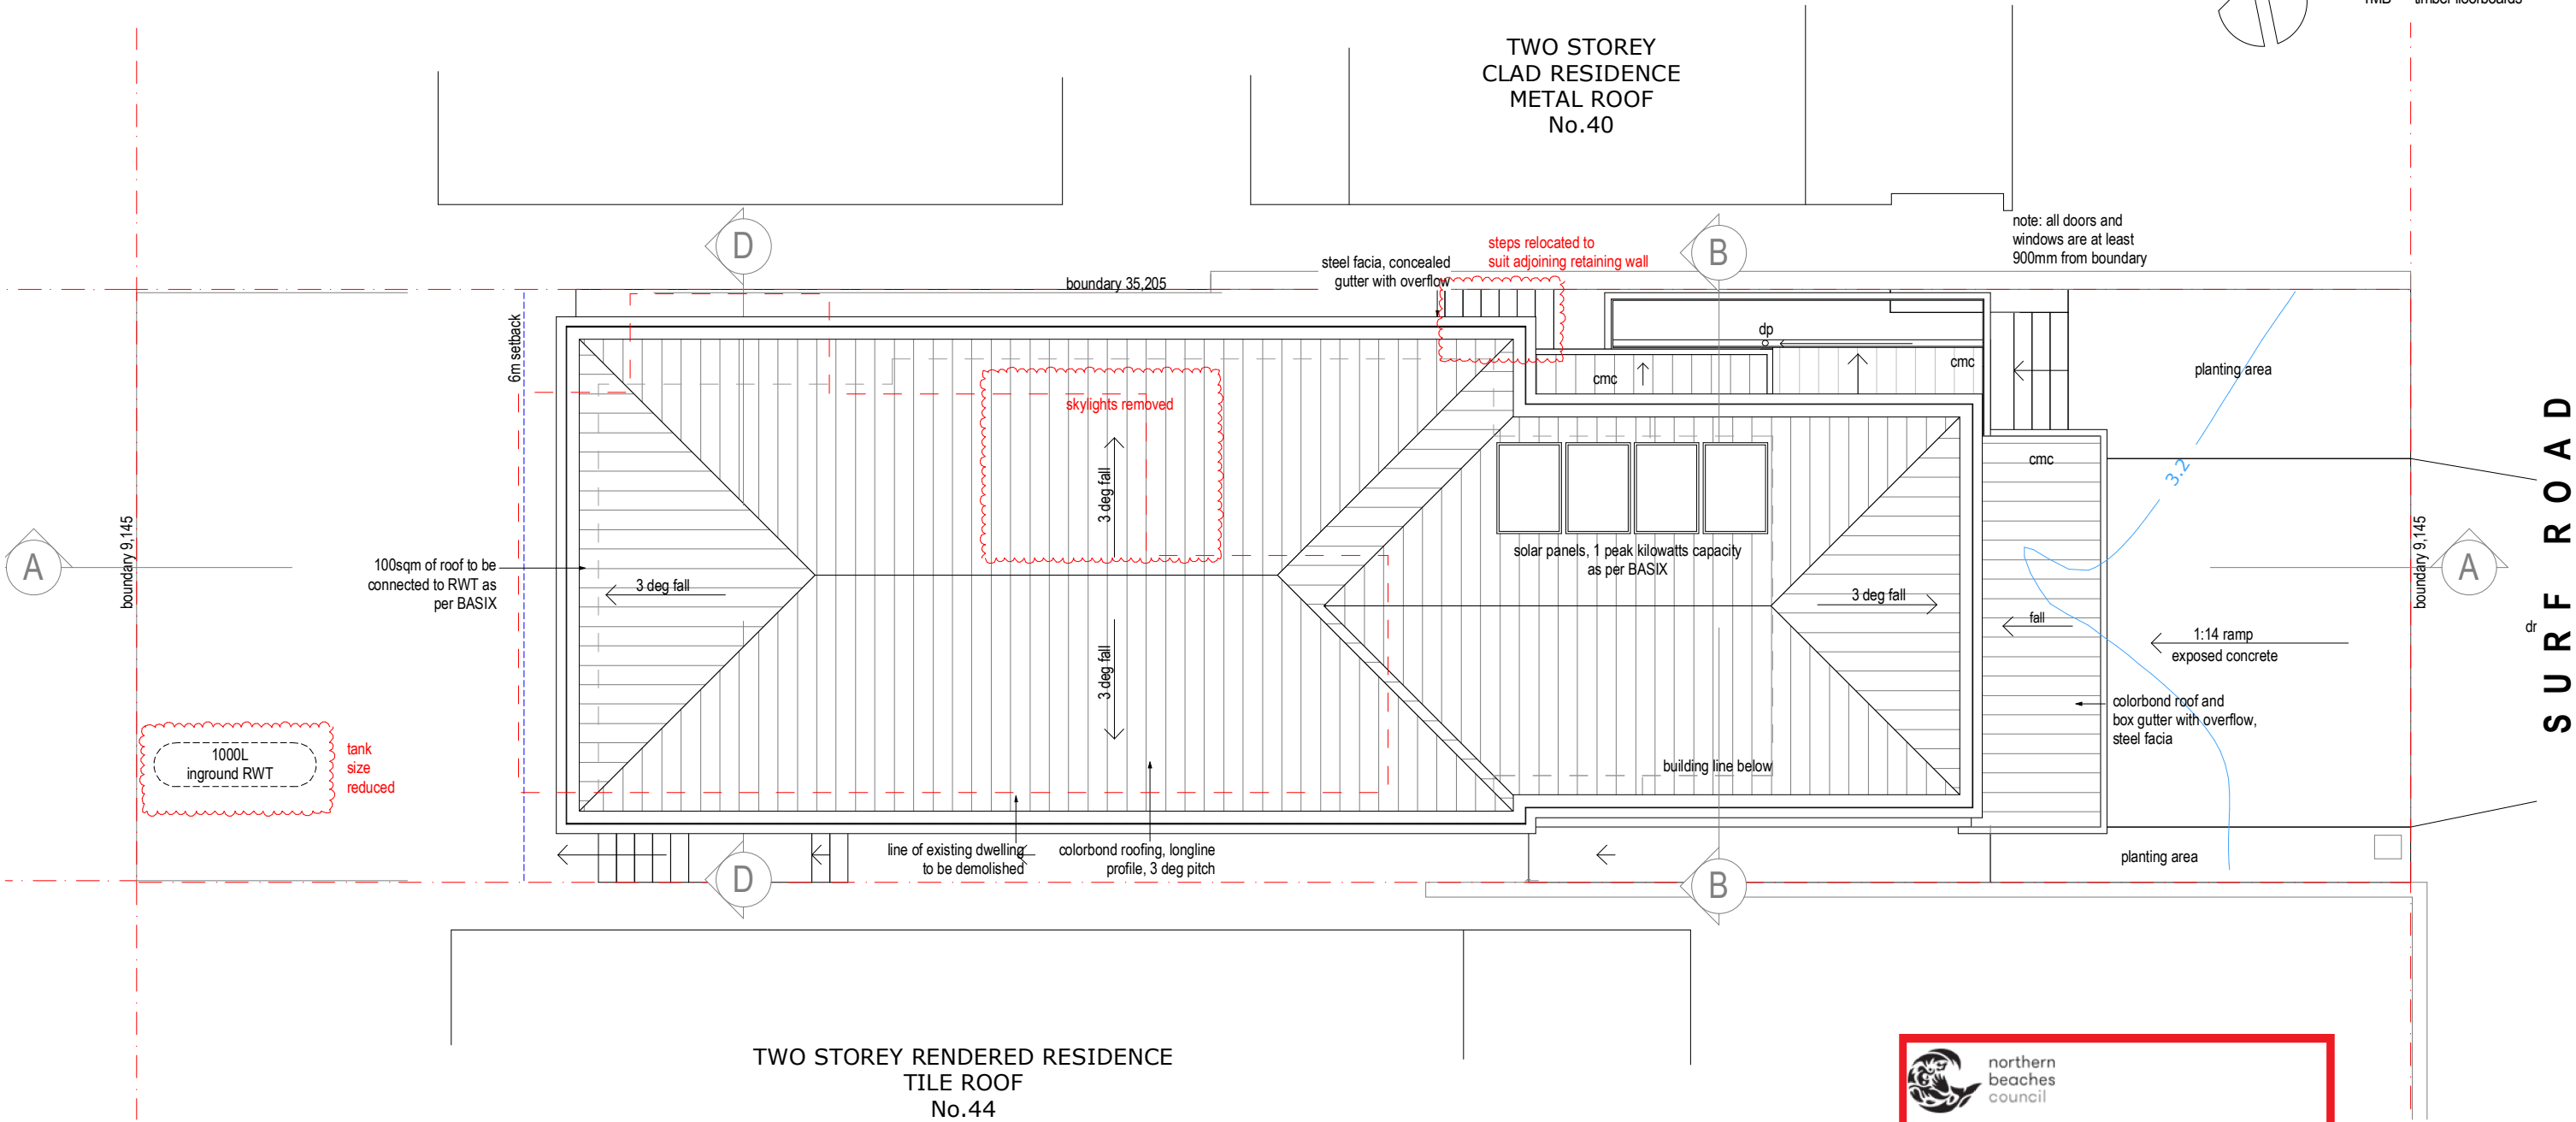 TMB timber floorboards
TWO STOREY
CLAD RESIDENCE
METAL ROOF
No.40
note: all doors and
windows are at least
900mm from boundary
D
B
steps relocated to
suit adjoining retaining wall
steel facia, concealed
gutter with overflow
boundary 35,205
6m setback
dp
cmc
cmc
planting area
skylights removed
3 deg fall
cmc
3.2
SURF ROAD
boundary 9,145
A
100sqm of roof to be
connected to RWT as
per BASIX
3 deg fall
solar panels, 1 peak kilowatts capacity
as per BASIX
3 deg fall
fall
1:14 ramp
exposed concrete
boundary 9,145
A
dr
3 deg fall
colorbond roof and
box gutter with overflow,
steel facia
1000L
inground RWT
tank
size
reduced
building line below
line of existing dwelling
to be demolished
colorbond roofing, longline
profile, 3 deg pitch
planting area
D
B
TWO STOREY RENDERED RESIDENCE
TILE ROOF
No.44
northern
beaches
council